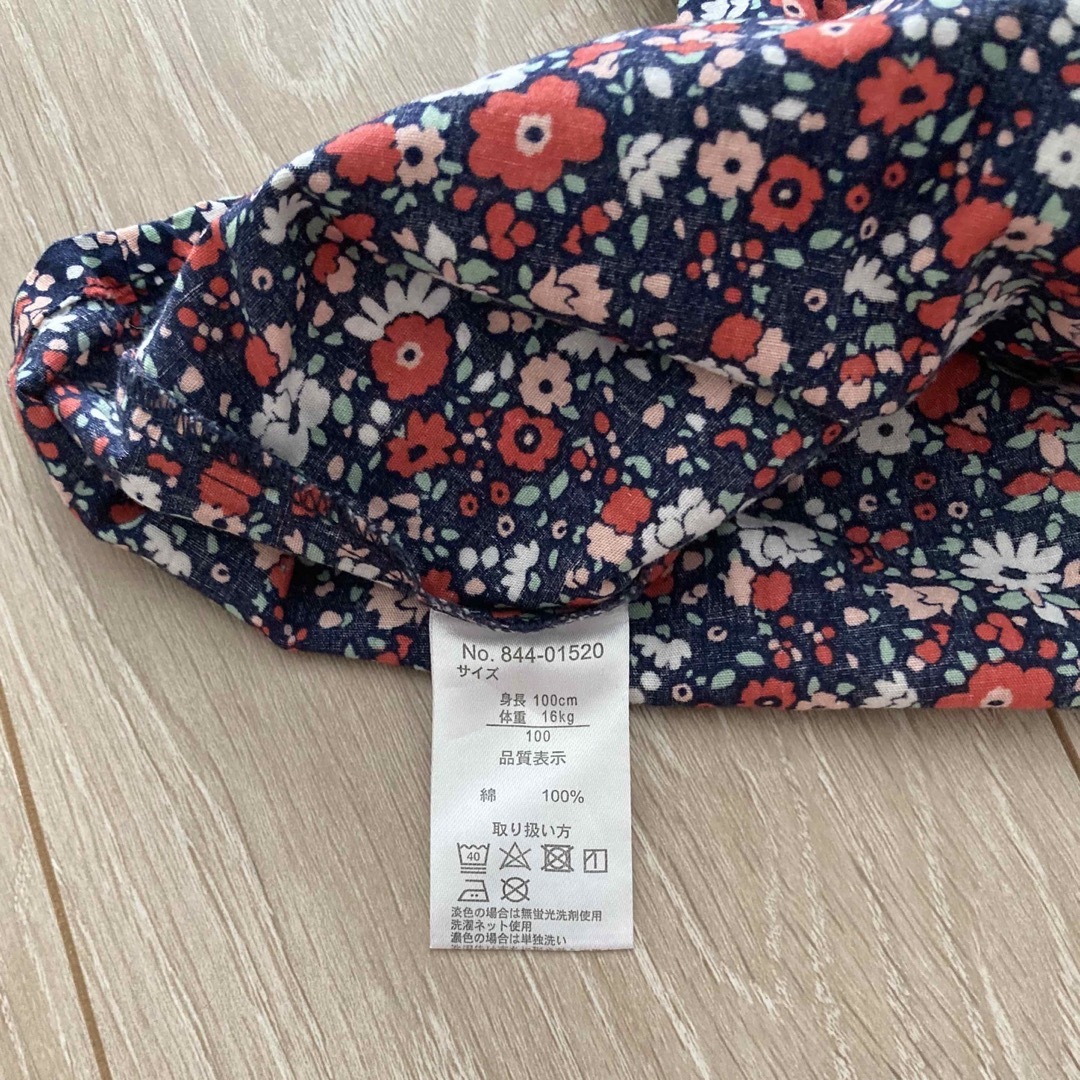 No. 844-01520
サイズ
身長 100cm
体重 16kg
100
品質表示
綿 100%
取り扱い方
40
淡色の場合は無蛍光洗剤使用
洗濯ネット使用
濃色の場合は単独洗い